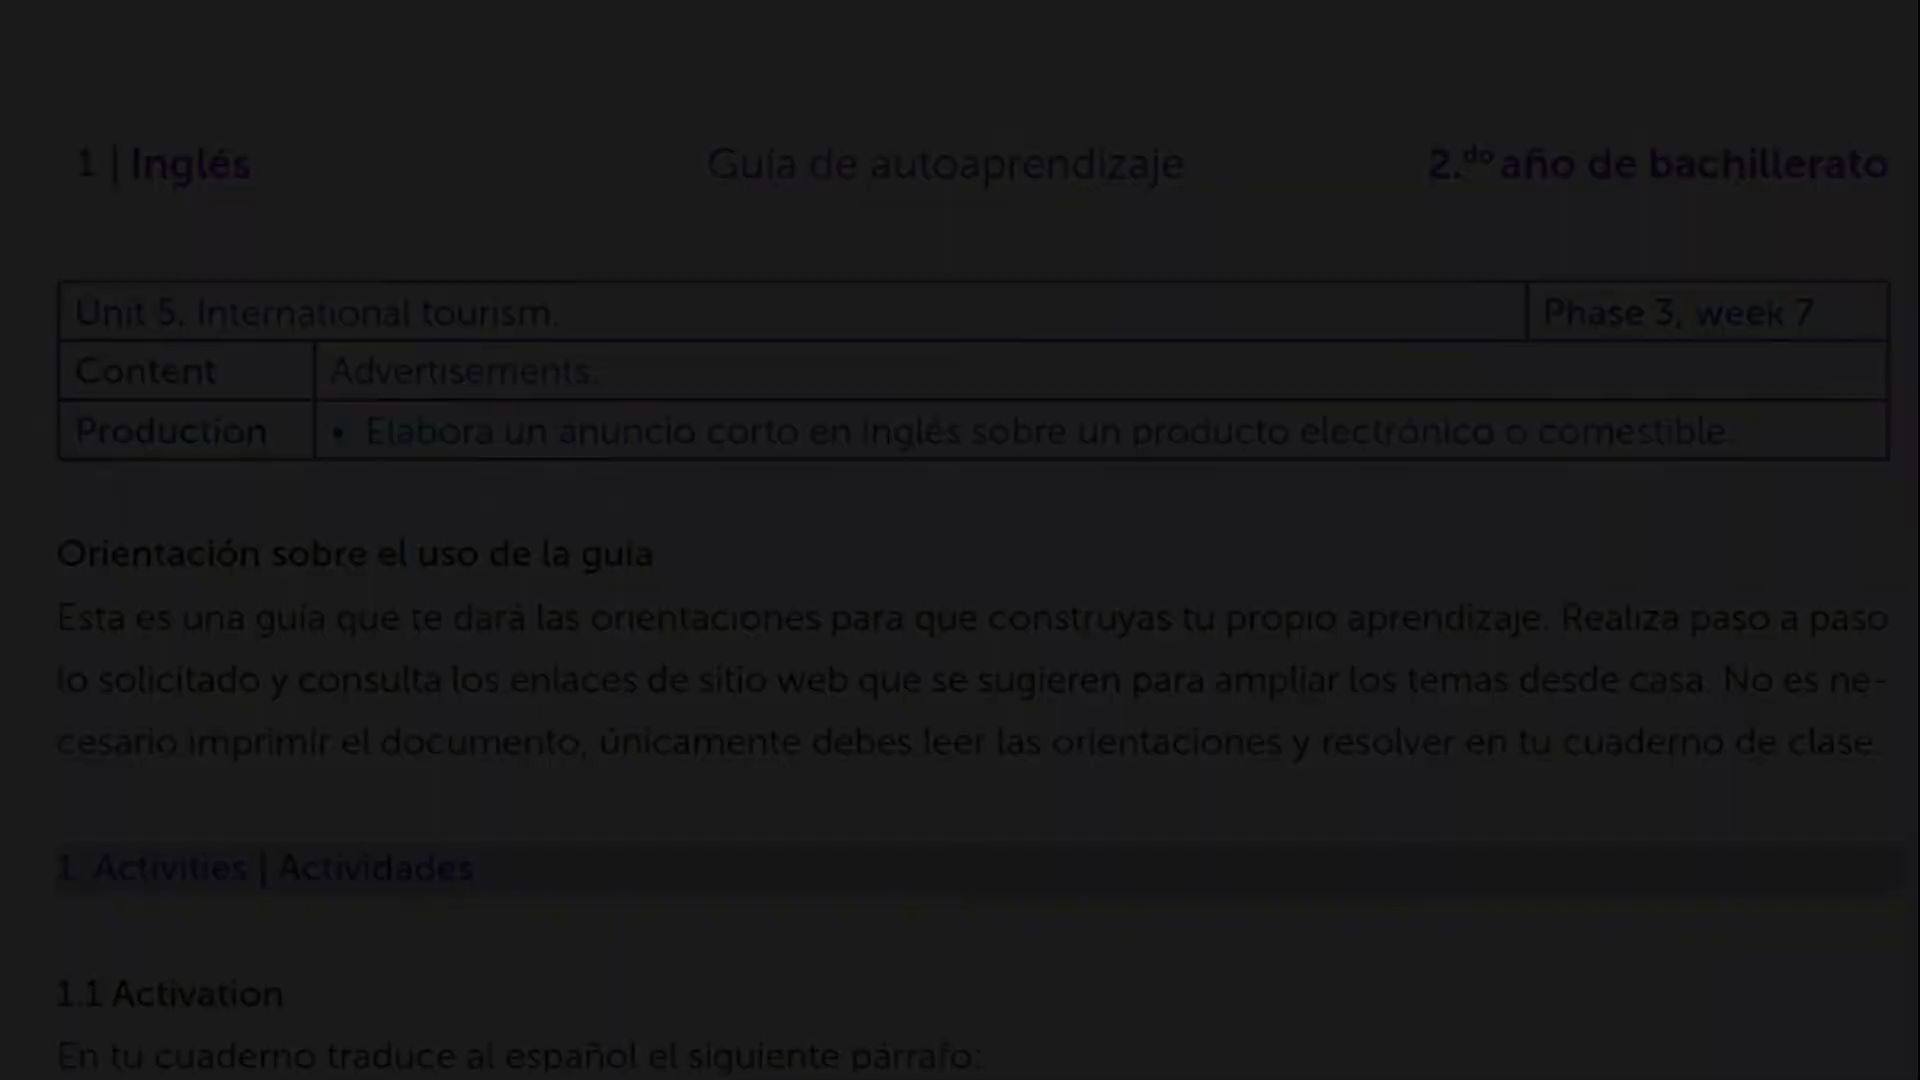 1 | Inglés Guía de autoaprendizaje 2.do año de bachillerato
Unit 5. International tourism. Phase 3, week 7
Content Advertisements.
Production • Elabora un anuncio corto en inglés sobre un producto electrónico o comestible.
Orientación sobre el uso de la guía
Esta es una guía que te dará las orientaciones para que construyas tu propio aprendizaje. Realiza paso a paso
lo solicitado y consulta los enlaces de sitio web que se sugieren para ampliar los temas desde casa. No es ne-
cesario imprimir el documento, únicamente debes leer las orientaciones y resolver en tu cuaderno de clase.
1. Activities | Actividades
1.1 Activation
En tu cuaderno traduce al español el siguiente párrafo: